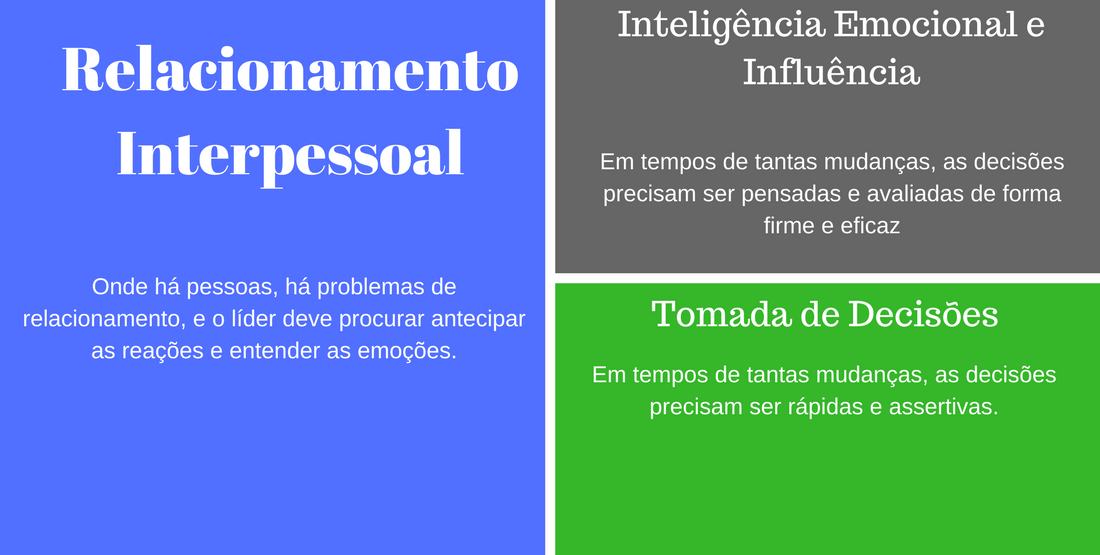 Relacionamento
Interpessoal
Onde há pessoas, há problemas de
relacionamento, e o líder deve procurar antecipar
as reações e entender as emoções.
Inteligência Emocional e
Influência
Em tempos de tantas mudanças, as decisões
precisam ser pensadas e avaliadas de forma
firme e eficaz
Tomada de Decisões
Em tempos de tantas mudanças, as decisões
precisam ser rápidas e assertivas.